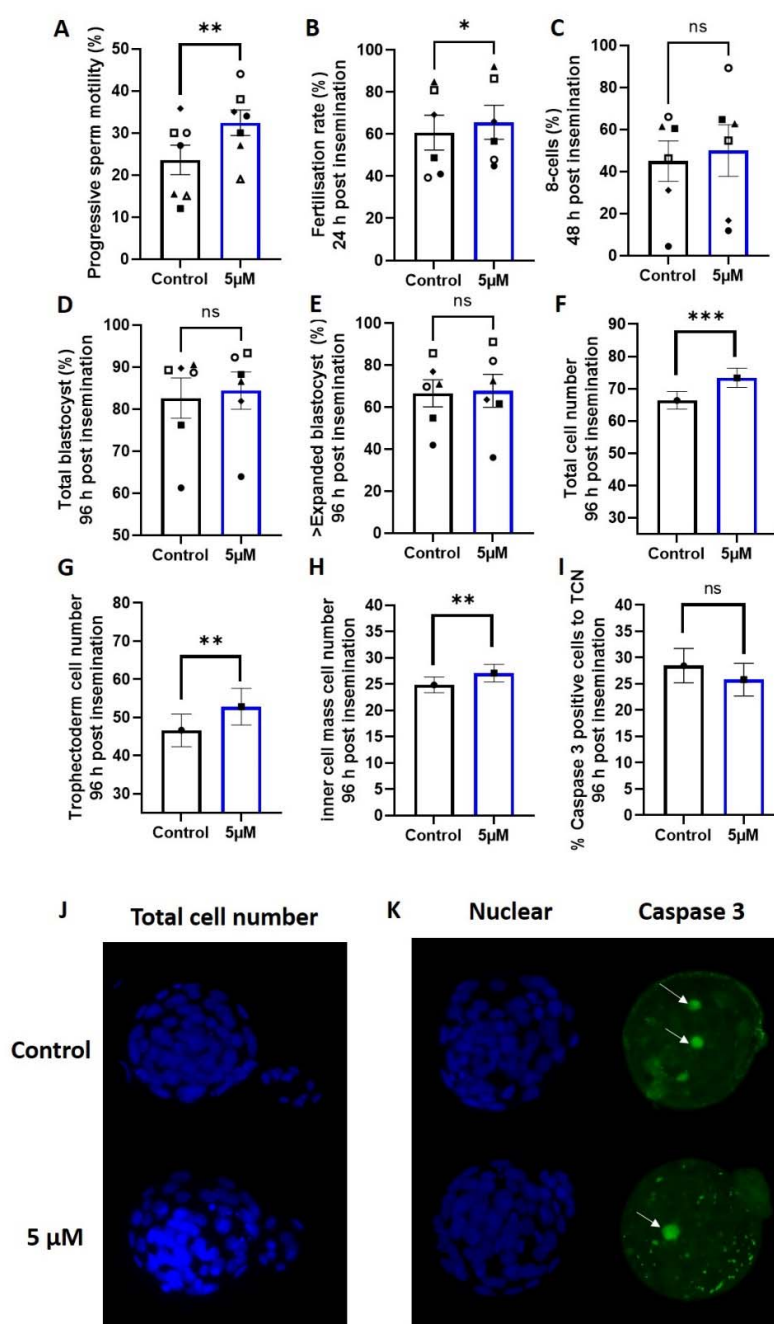 A
Progressive sperm motility (%)
50
40
30
20
10
0
**
Control
5µM
B
Fertilisation rate (%)
24 h post insemination
100
80
60
40
20
0
*
Control
5µM
C
8-cells (%)
48 h post insemination
100
80
60
40
20
0
ns
Control
5µM
D
Total blastocyst (%)
96 h post insemination
100
90
80
70
60
50
ns
Control
5µM
E
>Expanded blastocyst (%)
96 h post insemination
100
80
60
40
20
0
ns
Control
5µM
F
Total cell number
96 h post insemination
90
80
70
60
50
40
30
***
Control
5µM
G
Trophectoderm cell number
96 h post insemination
80
70
60
50
40
30
**
Control
5µM
H
inner cell mass cell number
96 h post insemination
40
35
30
25
20
15
10
5
0
**
Control
5µM
I
% Caspase 3 positive cells to TCN
96 h post insemination
40
35
30
25
20
15
10
5
0
ns
Control
5µM
J
Total cell number
K
Nuclear
Caspase 3
Control
5 µM